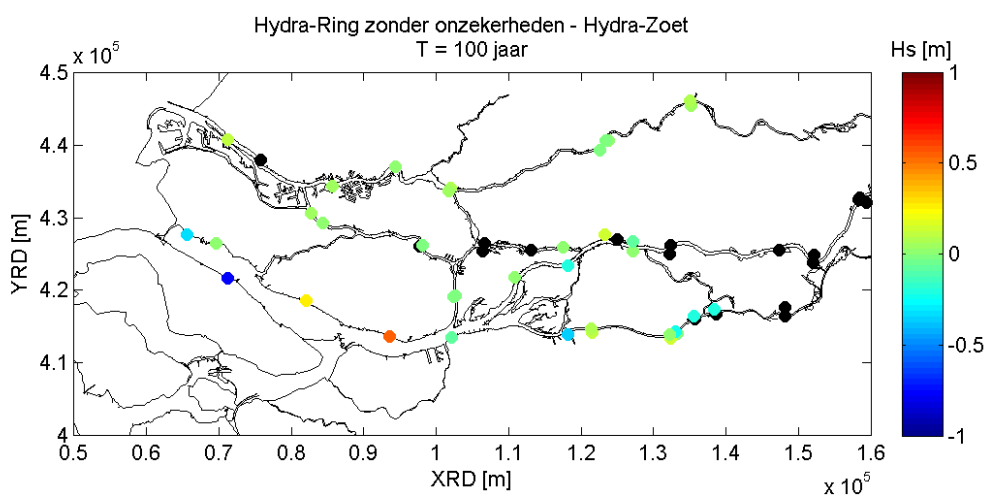 Hydra-Ring zonder onzekerheden - Hydra-Zoet
T = 100 jaar
x 10^5
Hs [m]
4.5
4.4
4.3
4.2
4.1
4
YRD [m]
0.5 0.6 0.7 0.8 0.9 1 1.1 1.2 1.3 1.4 1.5 1.6
XRD [m]
x 10^5
1
0.5
0
-0.5
-1